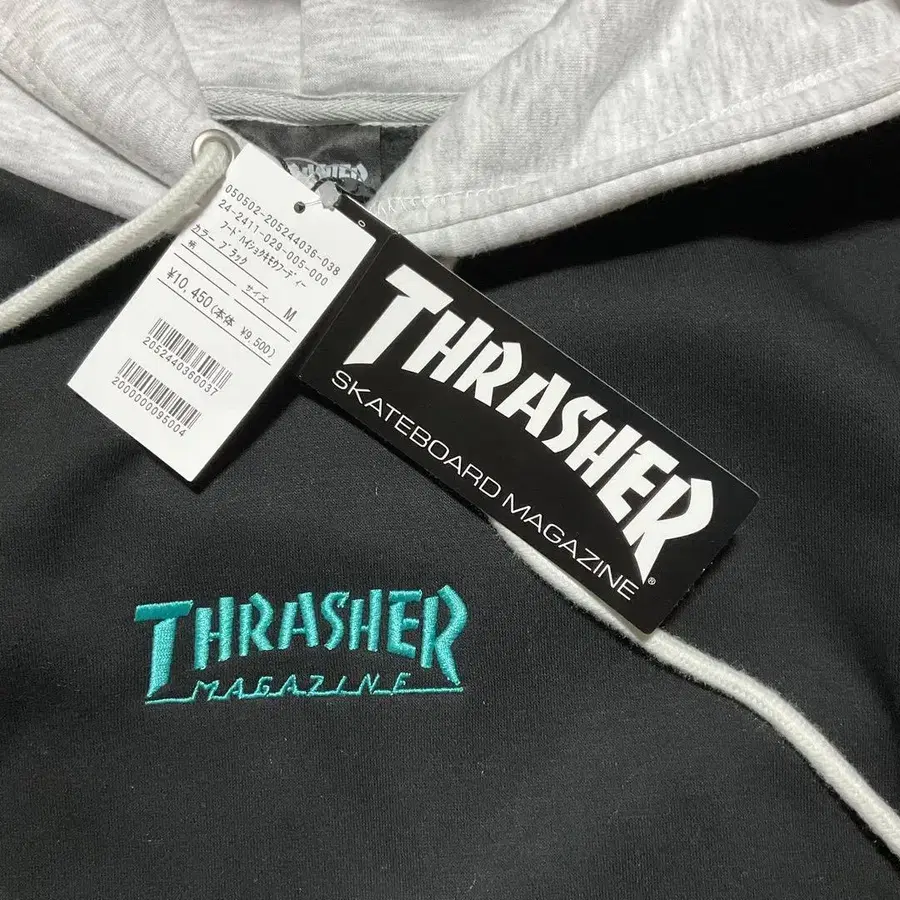 THRASHER
050502-205244036-038
24-2411-029-005-000
フード ハイショクキモウフーディー
カラー ブラック
柄 サイズ M
¥10,450(本体 ¥9,500)
2052440360037
2000000095004
THRASHER
SKATEBOARD MAGAZINE
®
THRASHER
MAGAZINE